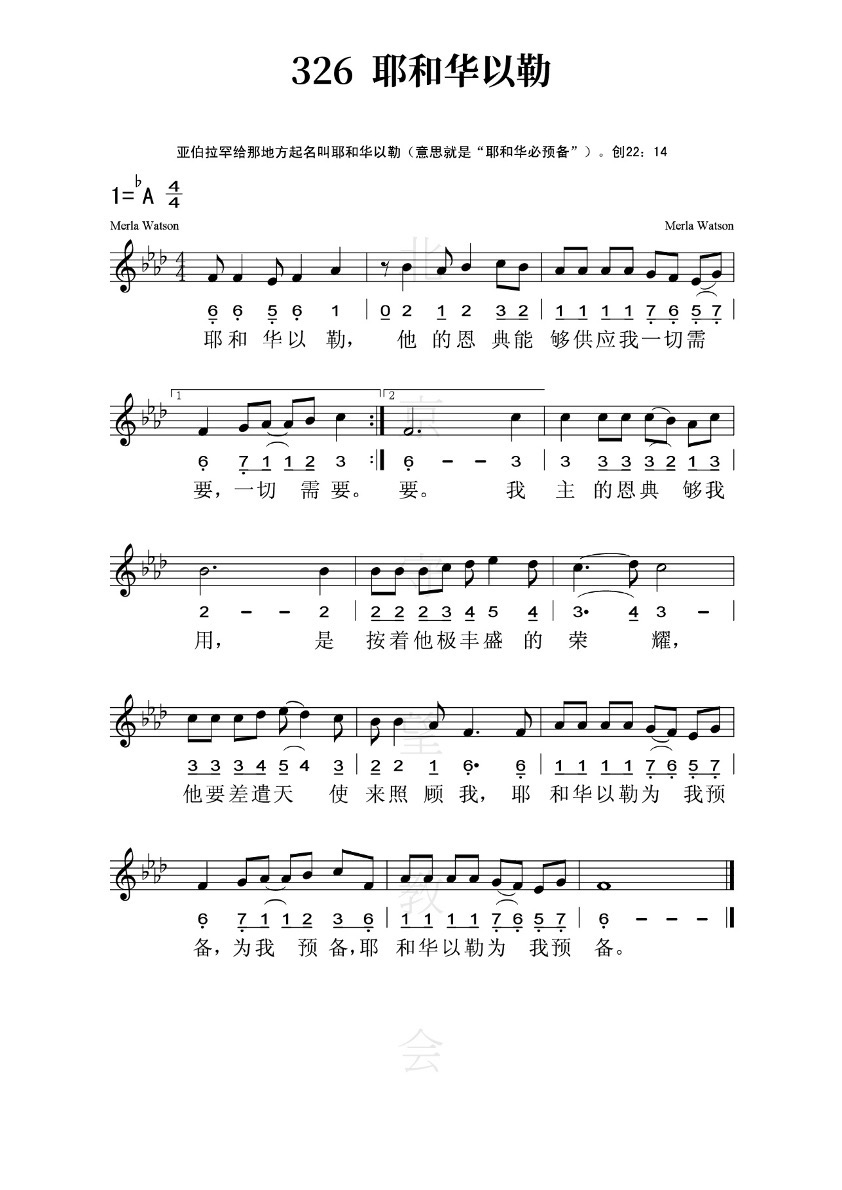 326 耶和华以勒
亚伯拉罕给那地方起名叫耶和华以勒（意思就是“耶和华必预备”）。创22：14
1=♭A 4/4
Merla Watson Merla Watson
6 6 5 6 1 | 0 2 1 2 3 2 | 1 1 1 1 7 6 5 7 |
耶和 华以 勒， 他 的恩 典能 够供应我一切需
1 2
6 7 1 1 2 3 :| 6 - - 3 | 3 3 3 3 2 1 3 |
要，一切 需要。要。 我 主 的恩典 够我
2 - - 2 | 2 2 2 3 4 5 4 | 3· 4 3 - |
用， 是 按着他极丰盛 的 荣 耀，
3 3 3 4 5 4 3 | 2 2 1 6· 6 | 1 1 1 1 7 6 5 7 |
他要差遣天 使 来照 顾我，耶 和华以勒为 我预
6 7 1 1 2 3 6 | 1 1 1 1 7 6 5 7 | 6 - - - |
备，为我 预备，耶 和华以勒为 我预 备。
北京守望教会